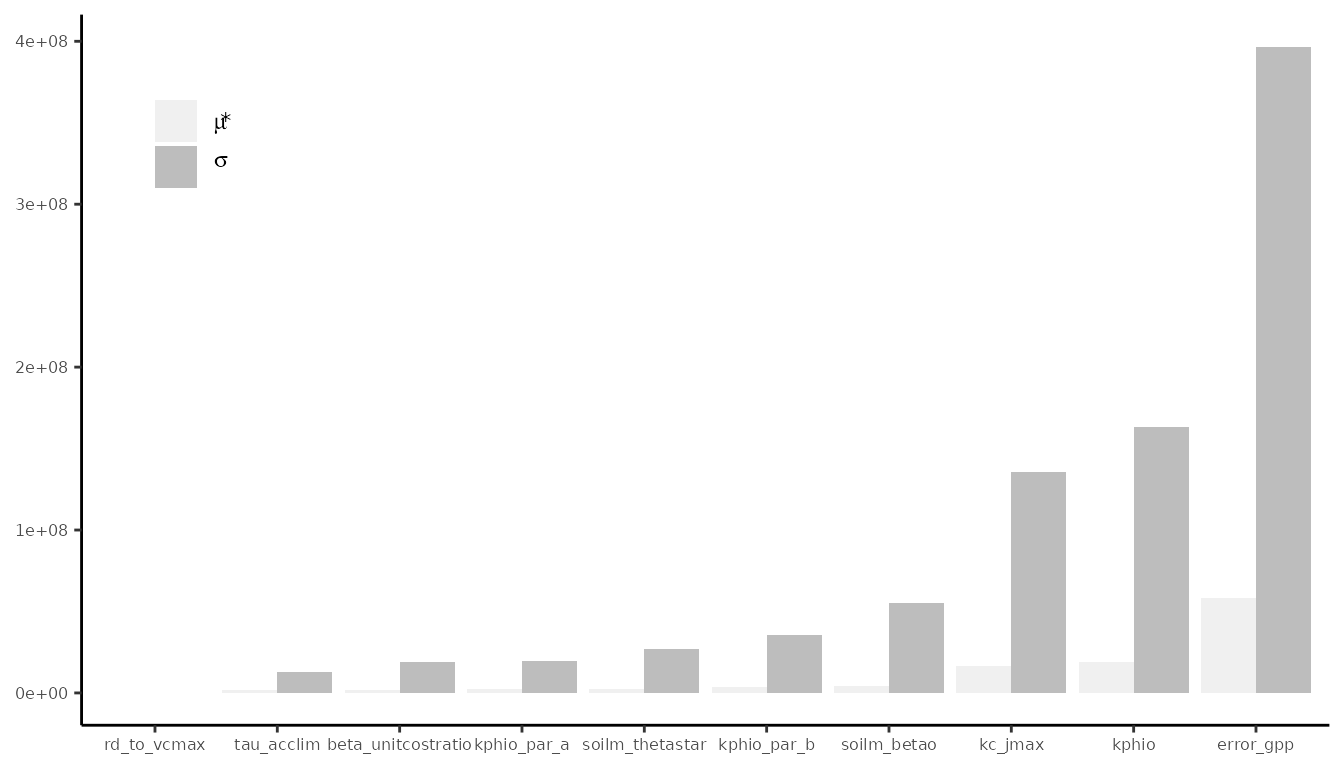 4e+08
μ*
σ
3e+08
2e+08
1e+08
0e+00
rd_to_vcmax tau_acclim beta_unitcostratio kphio_par_a soilm_thetastar kphio_par_b soilm_betao kc_jmax kphio error_gpp